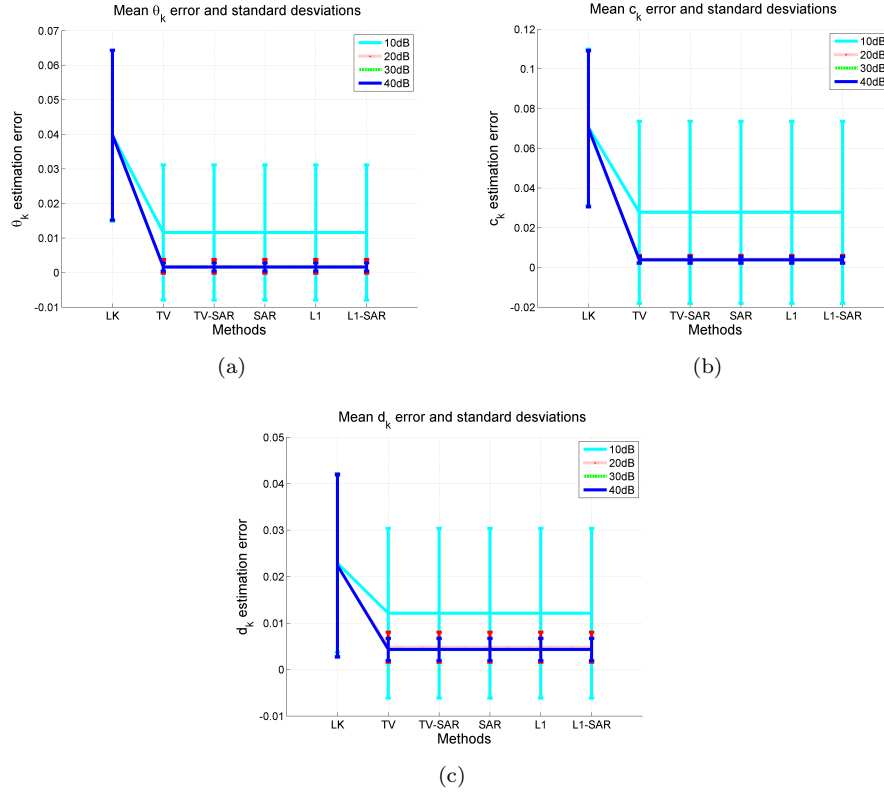 Mean θk error and standard desviations
0.07
0.06
0.05
0.04
0.03
0.02
0.01
0
-0.01
θk estimation error
10dB
20dB
30dB
40dB
LK TV TV-SAR SAR L1 L1-SAR
Methods
(a)
Mean ck error and standard desviations
0.12
0.1
0.08
0.06
0.04
0.02
0
-0.02
ck estimation error
10dB
20dB
30dB
40dB
LK TV TV-SAR SAR L1 L1-SAR
Methods
(b)
Mean dk error and standard desviations
0.05
0.04
0.03
0.02
0.01
0
-0.01
dk estimation error
10dB
20dB
30dB
40dB
LK TV TV-SAR SAR L1 L1-SAR
Methods
(c)